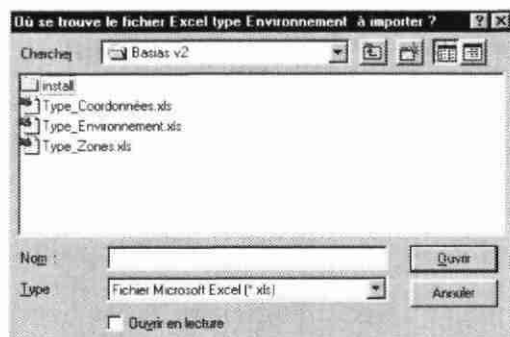 Où se trouve le fichier Excel type Environnement à importer ?
Chercher Basias v2
install
Type_Coordonnées.xls
Type_Environnement.xls
Type_Zones.xls
Nom : Ouvrir
Type Fichier Microsoft Excel (*.xls) Annuler
Ouvrir en lecture